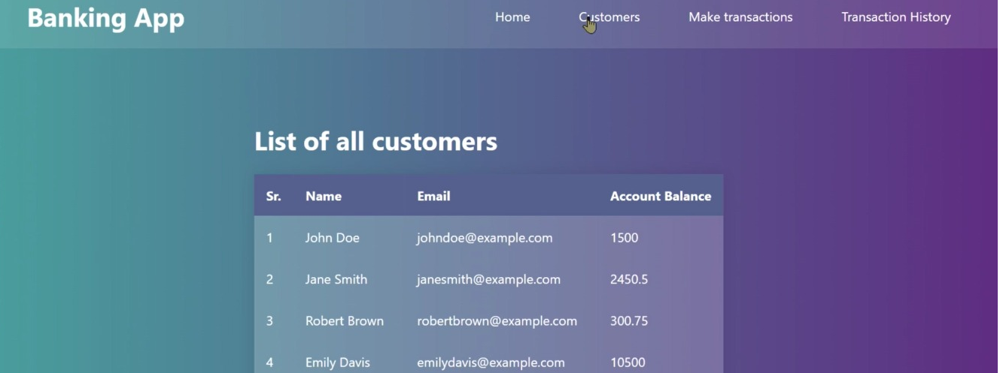 Banking App Home Customers Make transactions Transaction History
List of all customers
Sr. Name Email Account Balance
1 John Doe johndoe@example.com 1500
2 Jane Smith janesmith@example.com 2450.5
3 Robert Brown robertbrown@example.com 300.75
4 Emily Davis emilydavis@example.com 10500